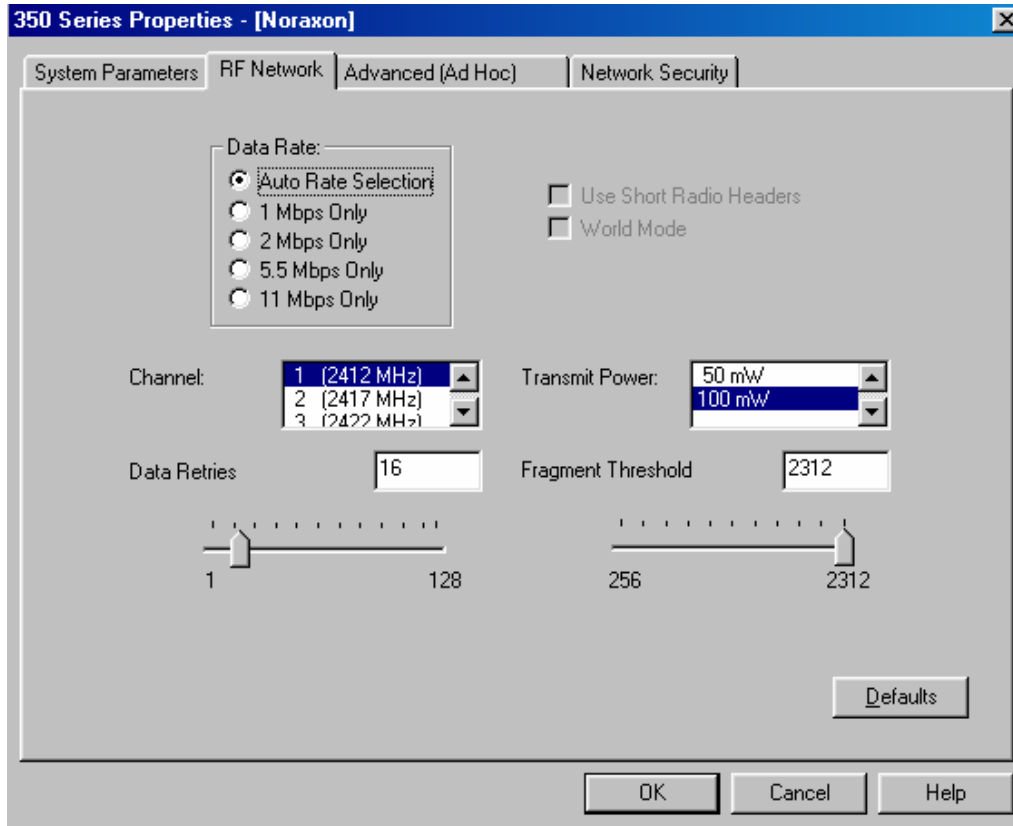 350 Series Properties - [Noraxon]
System Parameters
RF Network
Advanced (Ad Hoc)
Network Security
Data Rate:
Auto Rate Selection
1 Mbps Only
2 Mbps Only
5.5 Mbps Only
11 Mbps Only
Use Short Radio Headers
World Mode
Channel:
1 (2412 MHz)
2 (2417 MHz)
3 (2422 MHz)
Transmit Power:
50 mW
100 mW
Data Retries
16
Fragment Threshold
2312
1
128
256
2312
Defaults
OK
Cancel
Help